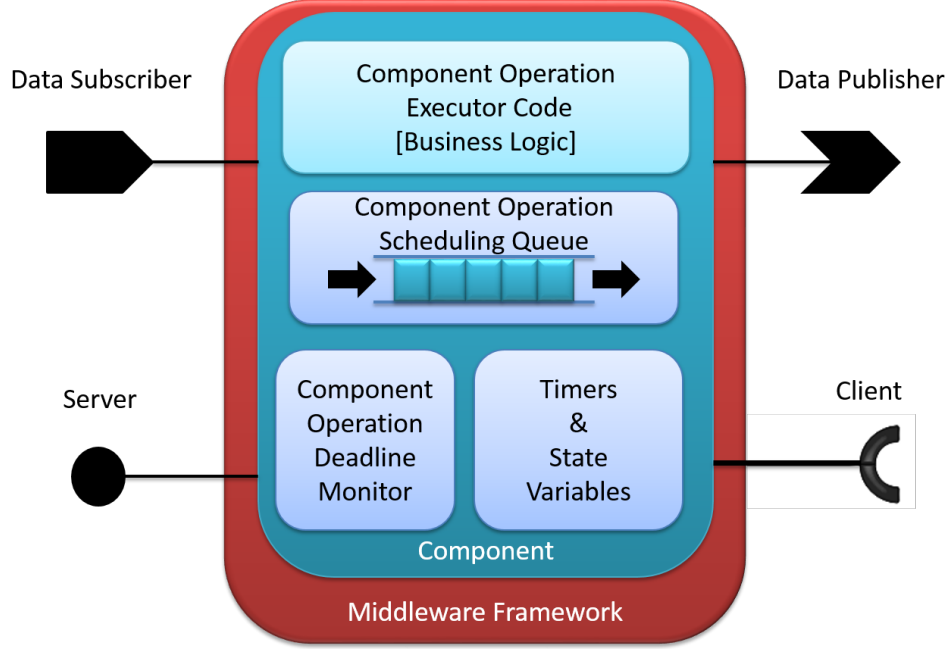 Data Subscriber
Component Operation
Executor Code
[Business Logic]
Data Publisher
Component Operation
Scheduling Queue
Server
Component
Operation
Deadline
Monitor
Timers
&
State
Variables
Client
Component
Middleware Framework